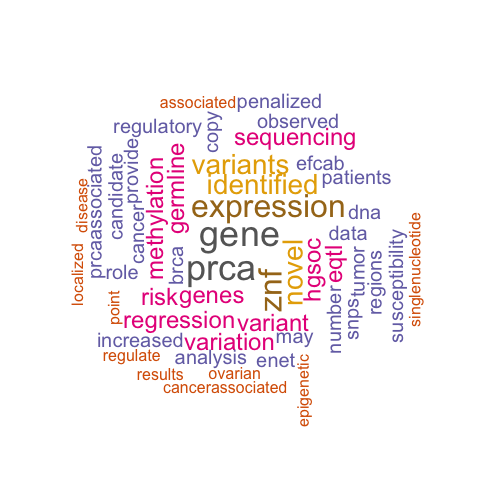 associated
penalized
regulatory
copy
observed
sequencing
variants
efcab
identified
patients
expression
dna
gene
data
prca
znf
novel
hgsoc
eqtl
number
snps
tumor
regions
susceptibility
singlenucleotide
disease
localized
prcaassociated
candidate
provide
cancer
methylation
germline
role
brca
point
risk
genes
regression
variant
increased
variation
may
regulate
analysis
enet
results
ovarian
cancerassociated
epigenetic